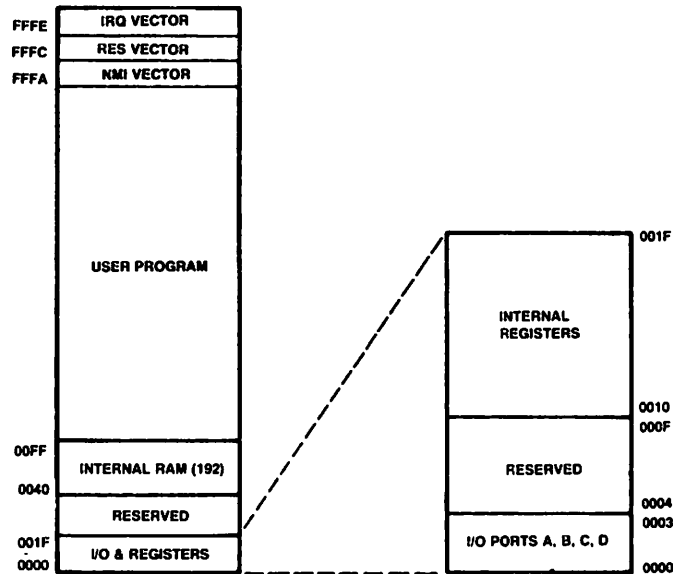 FFFE IRQ VECTOR
FFFC RES VECTOR
FFFA NMI VECTOR
USER PROGRAM
00FF
INTERNAL RAM (192)
0040
RESERVED
001F
I/O & REGISTERS
0000
001F
INTERNAL
REGISTERS
0010
000F
RESERVED
0004
0003
I/O PORTS A, B, C, D
0000